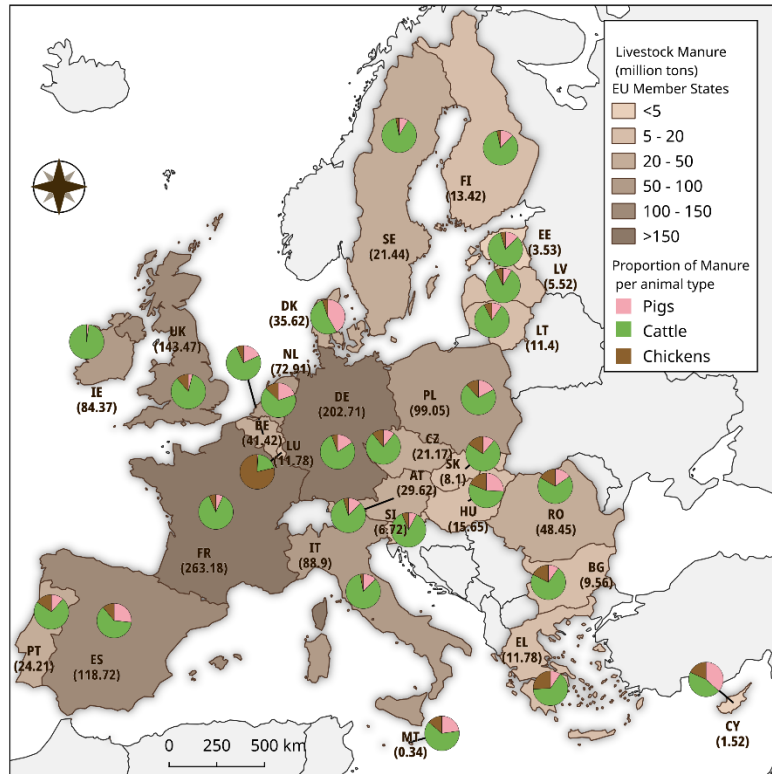 Livestock Manure
(million tons)
EU Member States
<5
5 - 20
20 - 50
50 - 100
100 - 150
>150
Proportion of Manure
per animal type
Pigs
Cattle
Chickens
FI
(13.42)
SE
(21.44)
EE
(3.53)
LV
(5.52)
LT
(11.4)
DK
(35.62)
UK
(143.47)
NL
(72.91)
IE
(84.37)
DE
(202.71)
PL
(99.05)
BE
(41.42)
LU
(11.78)
CZ
(21.17)
SK
(8.1)
AT
(29.62)
HU
(15.65)
SI
(6.72)
RO
(48.45)
FR
(263.18)
IT
(88.9)
BG
(9.56)
PT
(24.21)
ES
(118.72)
EL
(11.78)
MT
(0.34)
CY
(1.52)
0 250 500 km